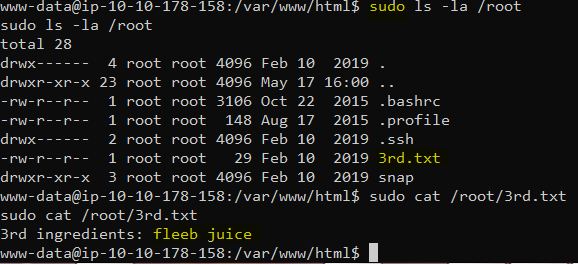 www-data@ip-10-10-178-158:/var/www/html$ sudo ls -la /root
sudo ls -la /root
total 28
drwx------  4 root root 4096 Feb 10  2019 .
drwxr-xr-x 23 root root 4096 May 17 16:00 ..
-rw-r--r--  1 root root 3106 Oct 22  2015 .bashrc
-rw-r--r--  1 root root  148 Aug 17  2015 .profile
drwx------  2 root root 4096 Feb 10  2019 .ssh
-rw-r--r--  1 root root   29 Feb 10  2019 3rd.txt
drwxr-xr-x  3 root root 4096 Feb 10  2019 snap
www-data@ip-10-10-178-158:/var/www/html$ sudo cat /root/3rd.txt
sudo cat /root/3rd.txt
3rd ingredients: fleeb juice
www-data@ip-10-10-178-158:/var/www/html$